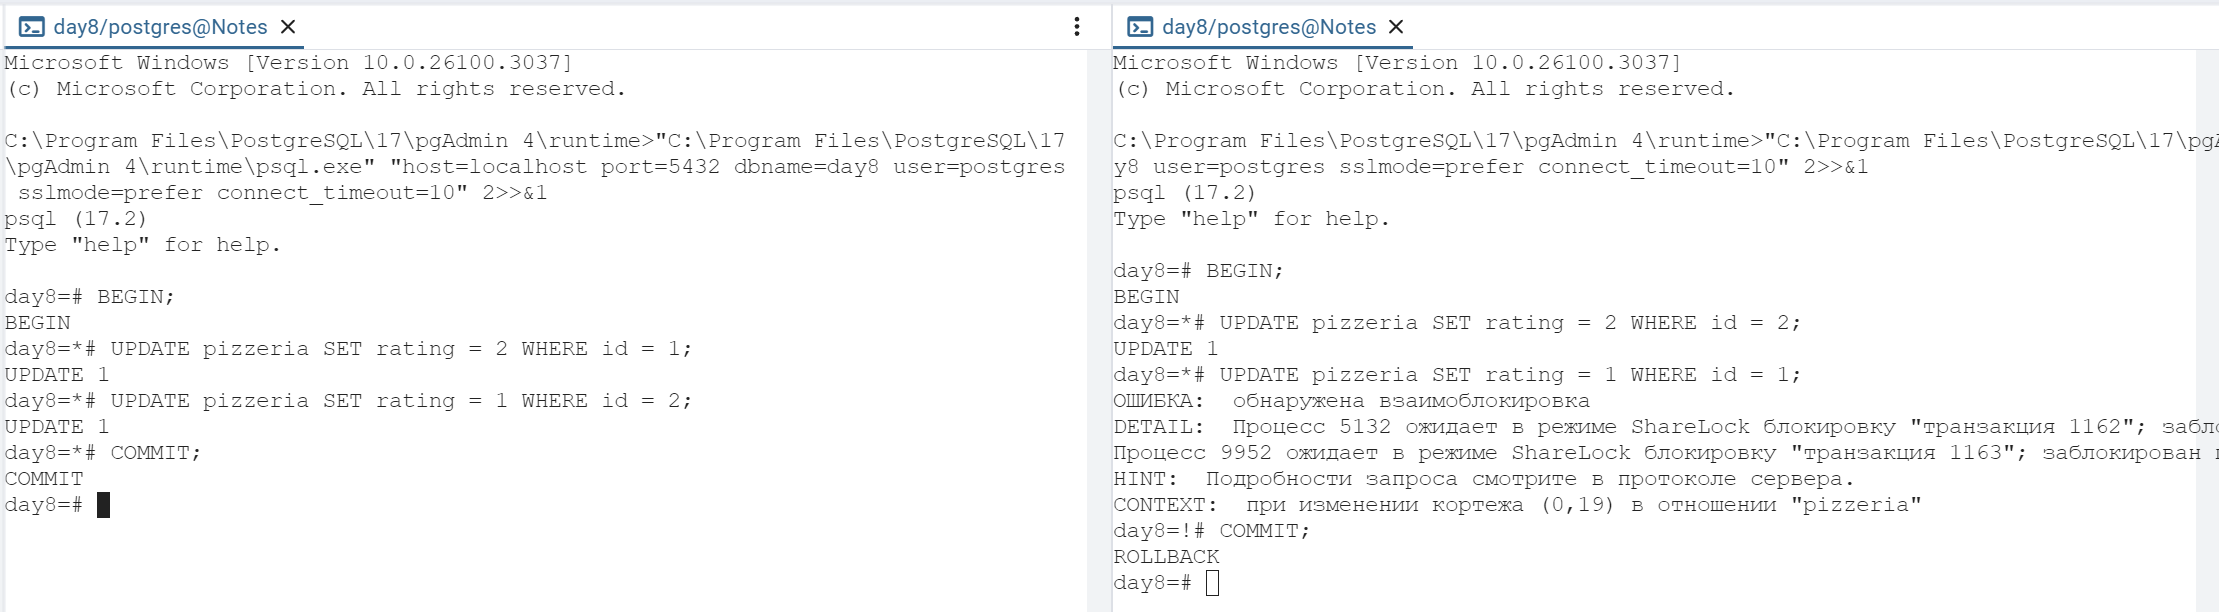 day8/postgres@Notes
Microsoft Windows [Version 10.0.26100.3037]
(c) Microsoft Corporation. All rights reserved.
C:\Program Files\PostgreSQL\17\pgAdmin 4\runtime>"C:\Program Files\PostgreSQL\17
\pgAdmin 4\runtime\psql.exe" "host=localhost port=5432 dbname=day8 user=postgres
sslmode=prefer connect_timeout=10" 2>>&1
psql (17.2)
Type "help" for help.
day8=# BEGIN;
BEGIN
day8=*# UPDATE pizzeria SET rating = 2 WHERE id = 1;
UPDATE 1
day8=*# UPDATE pizzeria SET rating = 1 WHERE id = 2;
UPDATE 1
day8=*# COMMIT;
COMMIT
day8=#
day8/postgres@Notes
Microsoft Windows [Version 10.0.26100.3037]
(c) Microsoft Corporation. All rights reserved.
C:\Program Files\PostgreSQL\17\pgAdmin 4\runtime>"C:\Program Files\PostgreSQL\17\pgA
y8 user=postgres sslmode=prefer connect_timeout=10" 2>>&1
psql (17.2)
Type "help" for help.
day8=# BEGIN;
BEGIN
day8=*# UPDATE pizzeria SET rating = 2 WHERE id = 2;
UPDATE 1
day8=*# UPDATE pizzeria SET rating = 1 WHERE id = 1;
ОШИБКА:  обнаружена взаимоблокировка
DETAIL:  Процесс 5132 ожидает в режиме ShareLock блокировку "транзакция 1162"; забл
Процесс 9952 ожидает в режиме ShareLock блокировку "транзакция 1163"; заблокирован
HINT:  Подробности запроса смотрите в протоколе сервера.
CONTEXT:  при изменении кортежа (0,19) в отношении "pizzeria"
day8=!# COMMIT;
ROLLBACK
day8=#